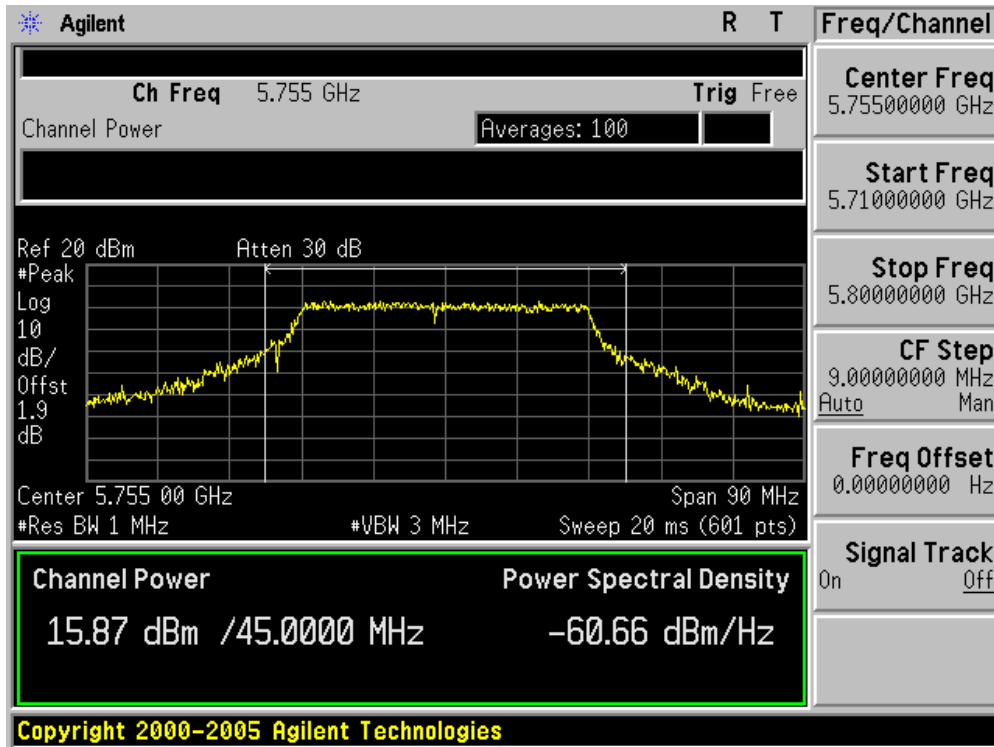 Agilent R T
Ch Freq 5.755 GHz Trig Free
Channel Power Averages: 100
Ref 20 dBm Atten 30 dB
#Peak
Log
10
dB/
Offst
1.9
dB
Center 5.755 00 GHz Span 90 MHz
#Res BW 1 MHz #VBW 3 MHz Sweep 20 ms (601 pts)
Channel Power Power Spectral Density
15.87 dBm /45.0000 MHz -60.66 dBm/Hz
Copyright 2000-2005 Agilent Technologies
Freq/Channel
Center Freq
5.75500000 GHz
Start Freq
5.71000000 GHz
Stop Freq
5.80000000 GHz
CF Step
9.00000000 MHz
Auto Man
Freq Offset
0.00000000 Hz
Signal Track
On Off